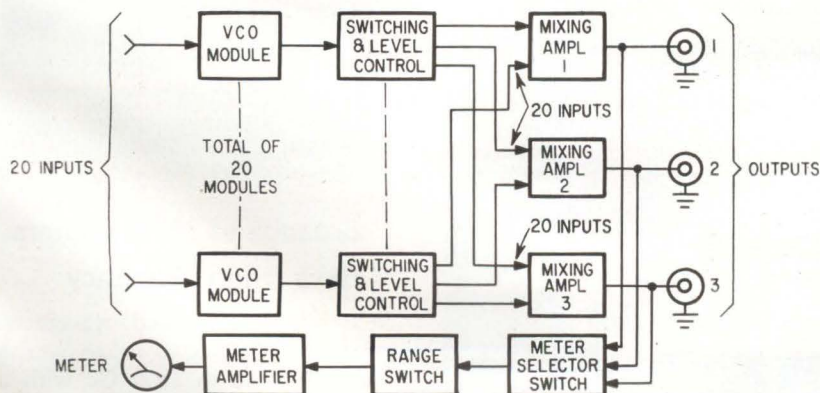 VCO
MODULE
SWITCHING
& LEVEL
CONTROL
MIXING
AMPL
1
1
20 INPUTS
20 INPUTS
TOTAL OF
20
MODULES
MIXING
AMPL
2
2
OUTPUTS
20 INPUTS
VCO
MODULE
SWITCHING
& LEVEL
CONTROL
MIXING
AMPL
3
3
METER
METER
AMPLIFIER
RANGE
SWITCH
METER
SELECTOR
SWITCH